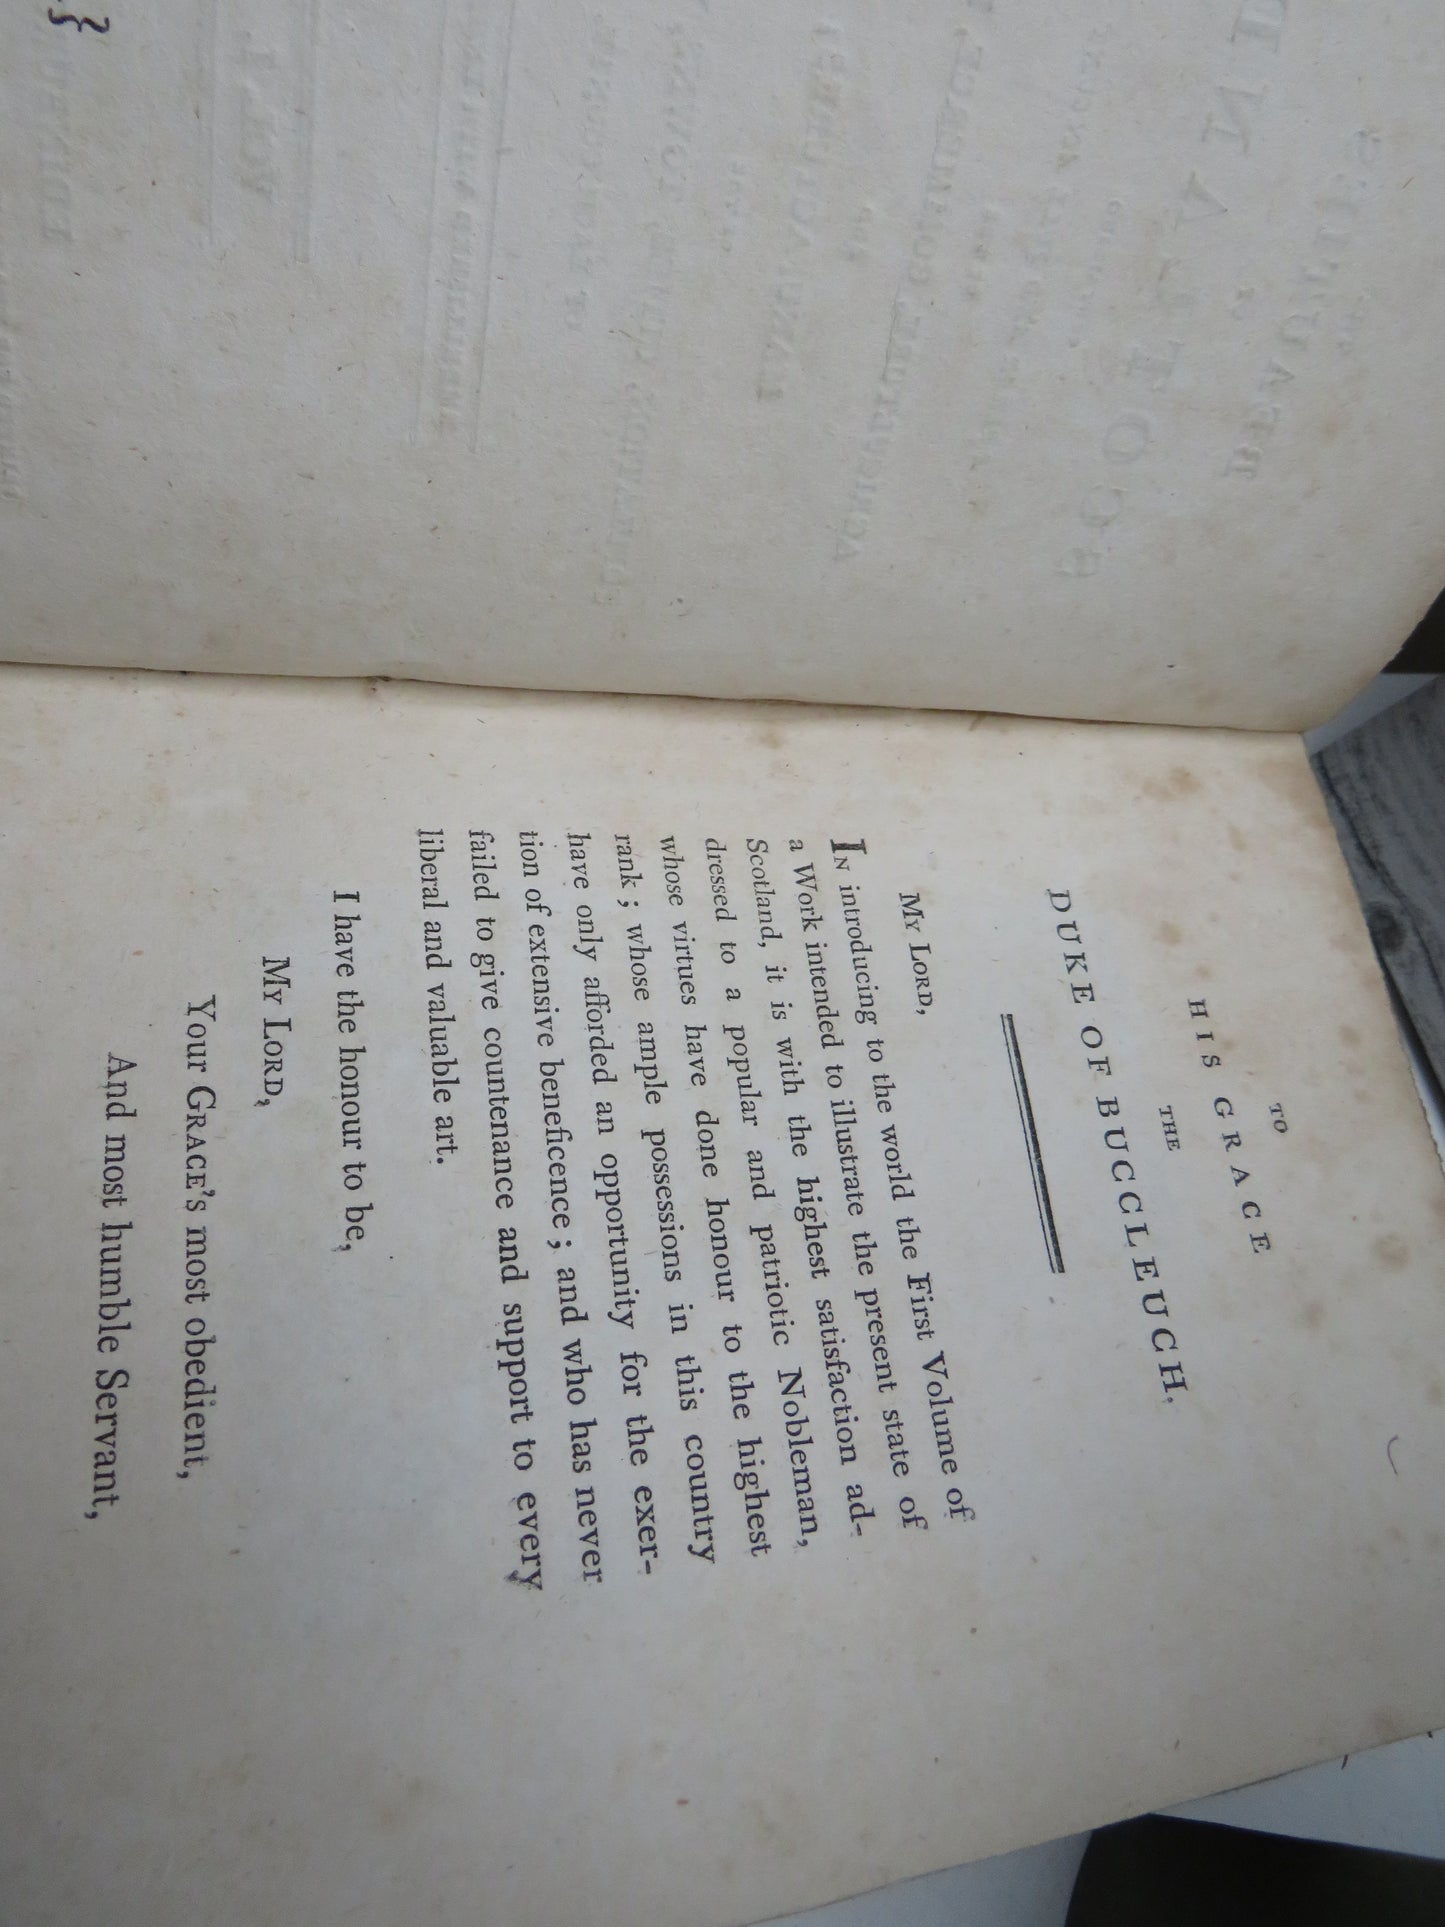 TO
HIS GRACE
THE
DUKE OF BUCCLEUCH,
MY LORD,
IN introducing to the world the First Volume of
a Work intended to illustrate the present state of
Scotland, it is with the highest satisfaction ad-
dressed to a popular and patriotic Nobleman,
whose virtues have done honour to the highest
rank; whose ample possessions in this country
have only afforded an opportunity for the exer-
tion of extensive beneficence; and who has never
failed to give countenance and support to every
liberal and valuable art.
I have the honour to be,
MY LORD,
Your GRACE'S most obedient,
And most humble Servant,